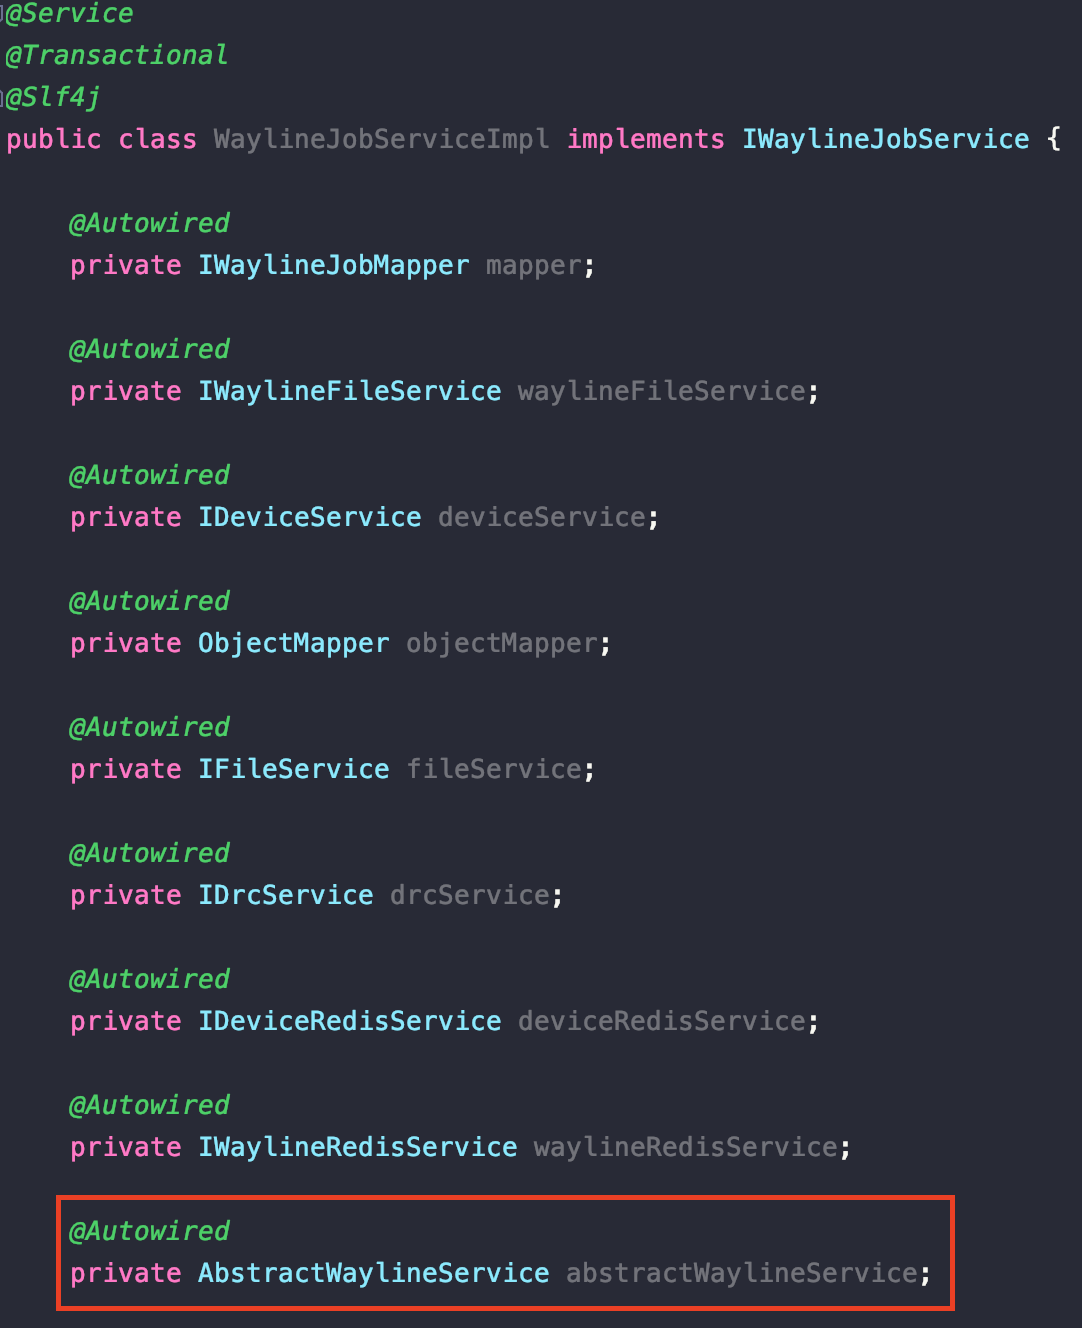 @Service
@Transactional
@Slf4j
public class WaylineJobServiceImpl implements IWaylineJobService {
@Autowired
private IWaylineJobMapper mapper;
@Autowired
private IWaylineFileService waylineFileService;
@Autowired
private IDeviceService deviceService;
@Autowired
private ObjectMapper objectMapper;
@Autowired
private IFileService fileService;
@Autowired
private IDrcService drcService;
@Autowired
private IDeviceRedisService deviceRedisService;
@Autowired
private IWaylineRedisService waylineRedisService;
@Autowired
private AbstractWaylineService abstractWaylineService;